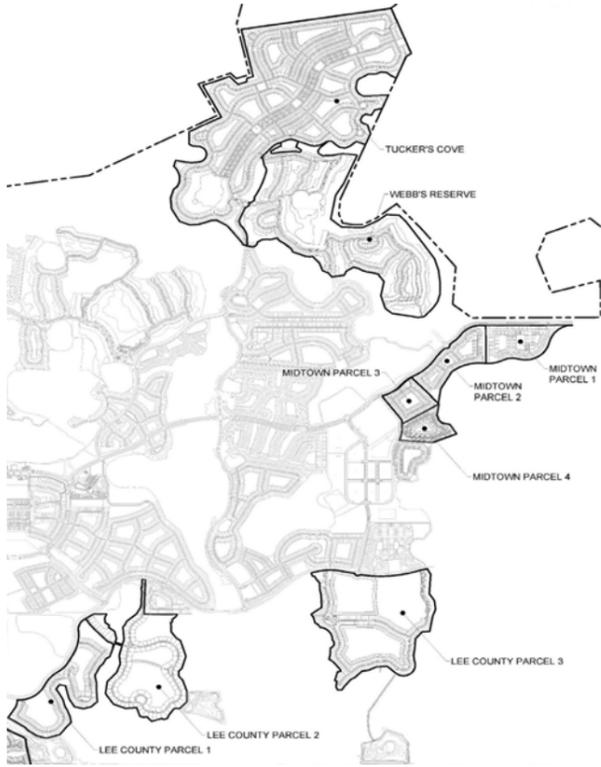 TUCKER'S COVE
WEBB'S RESERVE
MIDTOWN PARCEL 3
MIDTOWN
PARCEL 1
MIDTOWN
PARCEL 2
MIDTOWN PARCEL 4
LEE COUNTY PARCEL 3
LEE COUNTY PARCEL 2
LEE COUNTY PARCEL 1